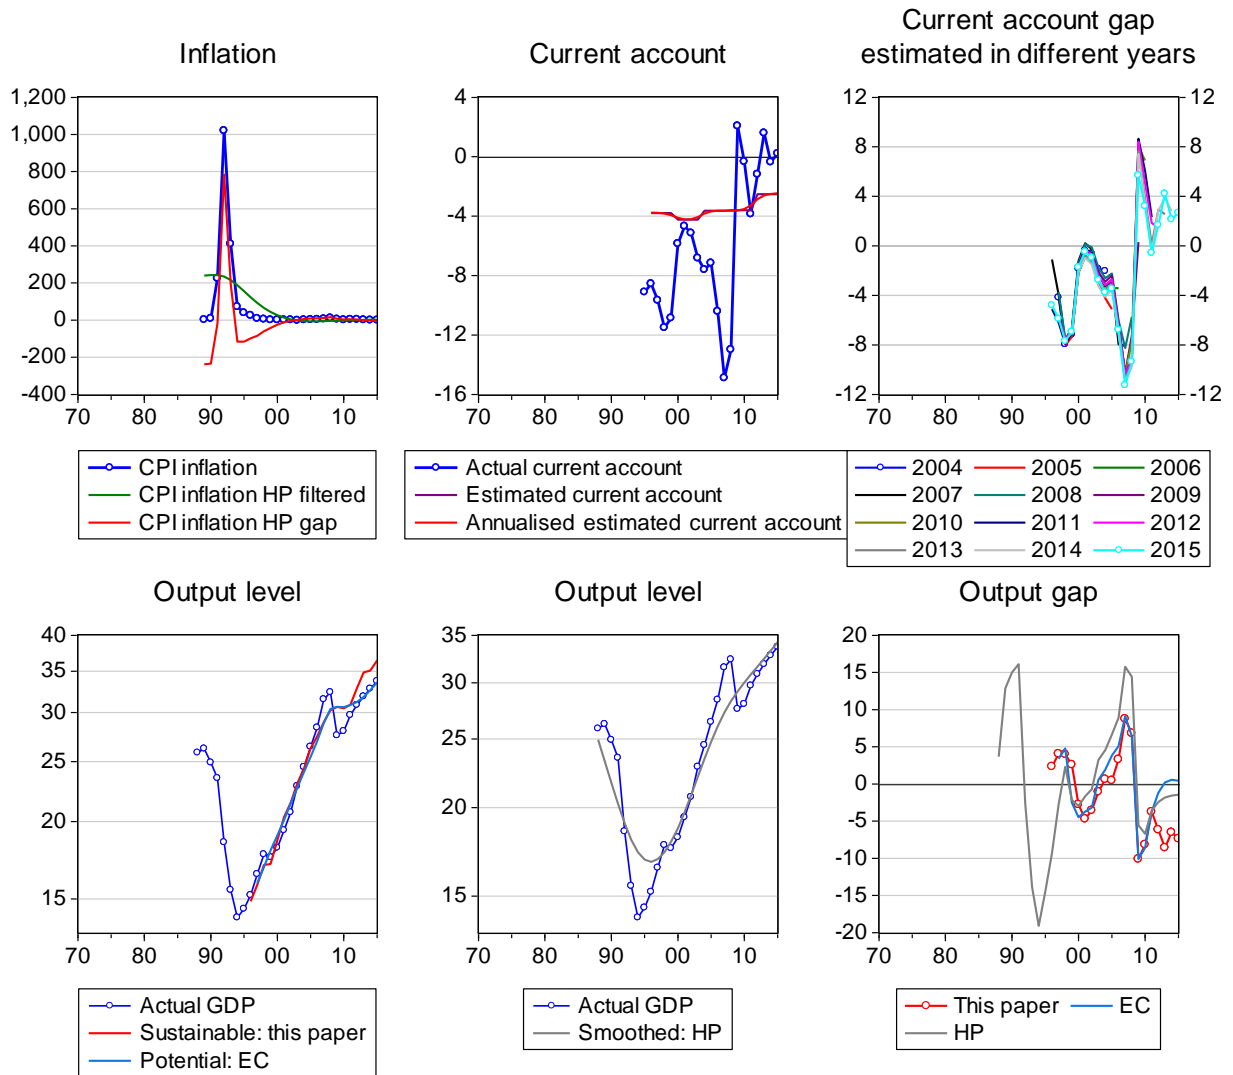 Inflation
Current account
Current account gap
estimated in different years
1,200
1,000
800
600
400
200
0
-200
-400
70 80 90 00 10
4
0
-4
-8
-12
-16
70 80 90 00 10
12
8
4
0
-4
-8
-12
12
8
4
0
-4
-8
-12
70 80 90 00 10
CPI inflation
CPI inflation HP filtered
CPI inflation HP gap
Actual current account
Estimated current account
Annualised estimated current account
2004 2005 2006
2007 2008 2009
2010 2011 2012
2013 2014 2015
Output level
Output level
Output gap
40
35
30
25
20
15
70 80 90 00 10
35
30
25
20
15
70 80 90 00 10
20
15
10
5
0
-5
-10
-15
-20
70 80 90 00 10
Actual GDP
Sustainable: this paper
Potential: EC
Actual GDP
Smoothed: HP
This paper EC
HP